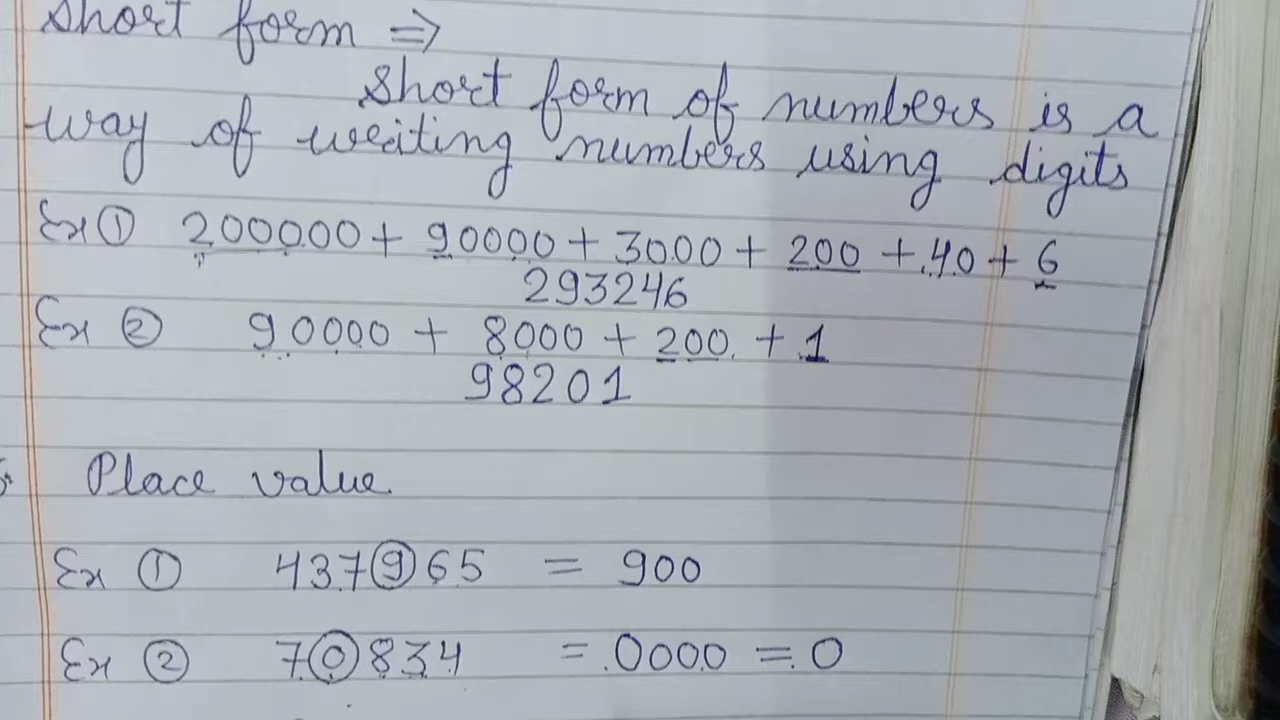 Short form ⇒
Short form of numbers is a
way of writing numbers using digits
Ex ① 200000 + 90000 + 3000 + 200 + 40 + 6
293246
Ex ② 90000 + 8000 + 200 + 1
98201
Place value
Ex ① 437⑨65 = 900
Ex ② 7⓪834 = 0000 = 0